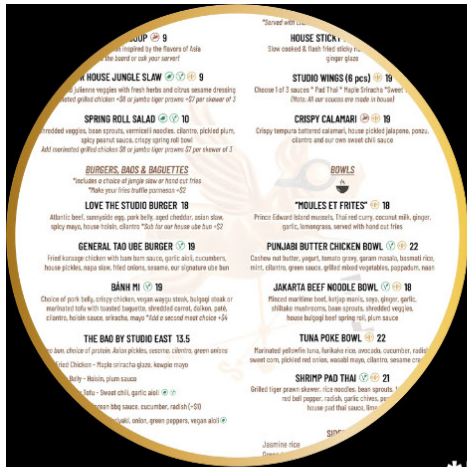 SOUP 9
inspired by the flavors of Asia
the board or ask your server!
HOUSE JUNGLE SLAW 9
julienne veggies with fresh herbs and citrus sesame dressing
grilled chicken +$8 or jumbo tiger prawns +$7 per skewer of 3
SPRING ROLL SALAD 10
shredded veggies, bean sprouts, vermicelli noodles, cilantro, pickled plum,
spicy peanut sauce, crispy spring roll bowl
Add marinated grilled chicken $8 or jumbo tiger prawns $7 per skewer of 3
BURGERS, BAOS & BAGUETTES
*includes a choice of jungle slaw or hand cut fries
*Make your fries truffle parmesan +$2
LOVE THE STUDIO BURGER 18
Atlantic beef, sunnyside egg, pork belly, aged cheddar, asian slaw,
spicy mayo, house hoisin, cilantro *Sub for our house ube bun +$2
GENERAL TAO UBE BURGER 19
Fried karaage chicken with bam bam sauce, garlic aioli, cucumbers,
house pickles, napa slaw, fried onions, sesame, our signature ube bun
BÁNH MI 19
Choice of pork belly, crispy chicken, vegan waygu steak, bulgogi steak or
marinated tofu with toasted baguette, shredded carrot, daikon, paté,
cilantro, hoisin sauce, sriracha, mayo *Add a second meat choice +$4
THE BAO BY STUDIO EAST 13.5
bun, choice of protein, Asian pickles, sesame, cilantro, green onions
Fried Chicken - Maple sriracha glaze, kewpie mayo
Belly - Hoisin, plum sauce
Tofu - Sweet chili, garlic aioli
bbq sauce, cucumber, radish (+$1)
onion, green peppers, vegan aioli
*Served with
HOUSE STICKY
Slow cooked & flash fried sticky
ginger glaze
STUDIO WINGS (6 pcs) 19
Choose 1 of 3 sauces * Pad Thai * Maple Sriracha *Sweet
(Note: All our sauces are made in house)
CRISPY CALAMARI 19
Crispy tempura battered calamari, house pickled jalapeno, ponzu,
cilantro and our own sweet chili sauce
BOWLS
"MOULES ET FRITES" 18
Prince Edward Island mussels, Thai red curry, coconut milk, ginger,
garlic, lemongrass, served with hand cut fries
PUNJABI BUTTER CHICKEN BOWL 22
Cashew nut butter, yogurt, tomato gravy, garam masala, basmati rice,
mint, cilantro, green sauce, grilled mixed vegetables, poppadum, naan
JAKARTA BEEF NOODLE BOWL 18
Minced maritime beef, ketjap manis, soya, ginger, garlic,
shiitake mushrooms, bean sprouts, shredded veggies,
house bulgogi beef spring roll, plum sauce
TUNA POKE BOWL 22
Marinated yellowfin tuna, furikake rice, avocado, cucumber, radish
sweet corn, pickled red onion, wasabi mayo, cilantro, sesame
SHRIMP PAD THAI 21
Grilled tiger prawn skewer, rice noodles, bean sprouts,
red bell pepper, radish, garlic chives,
house pad thai sauce,
Jasmine rice